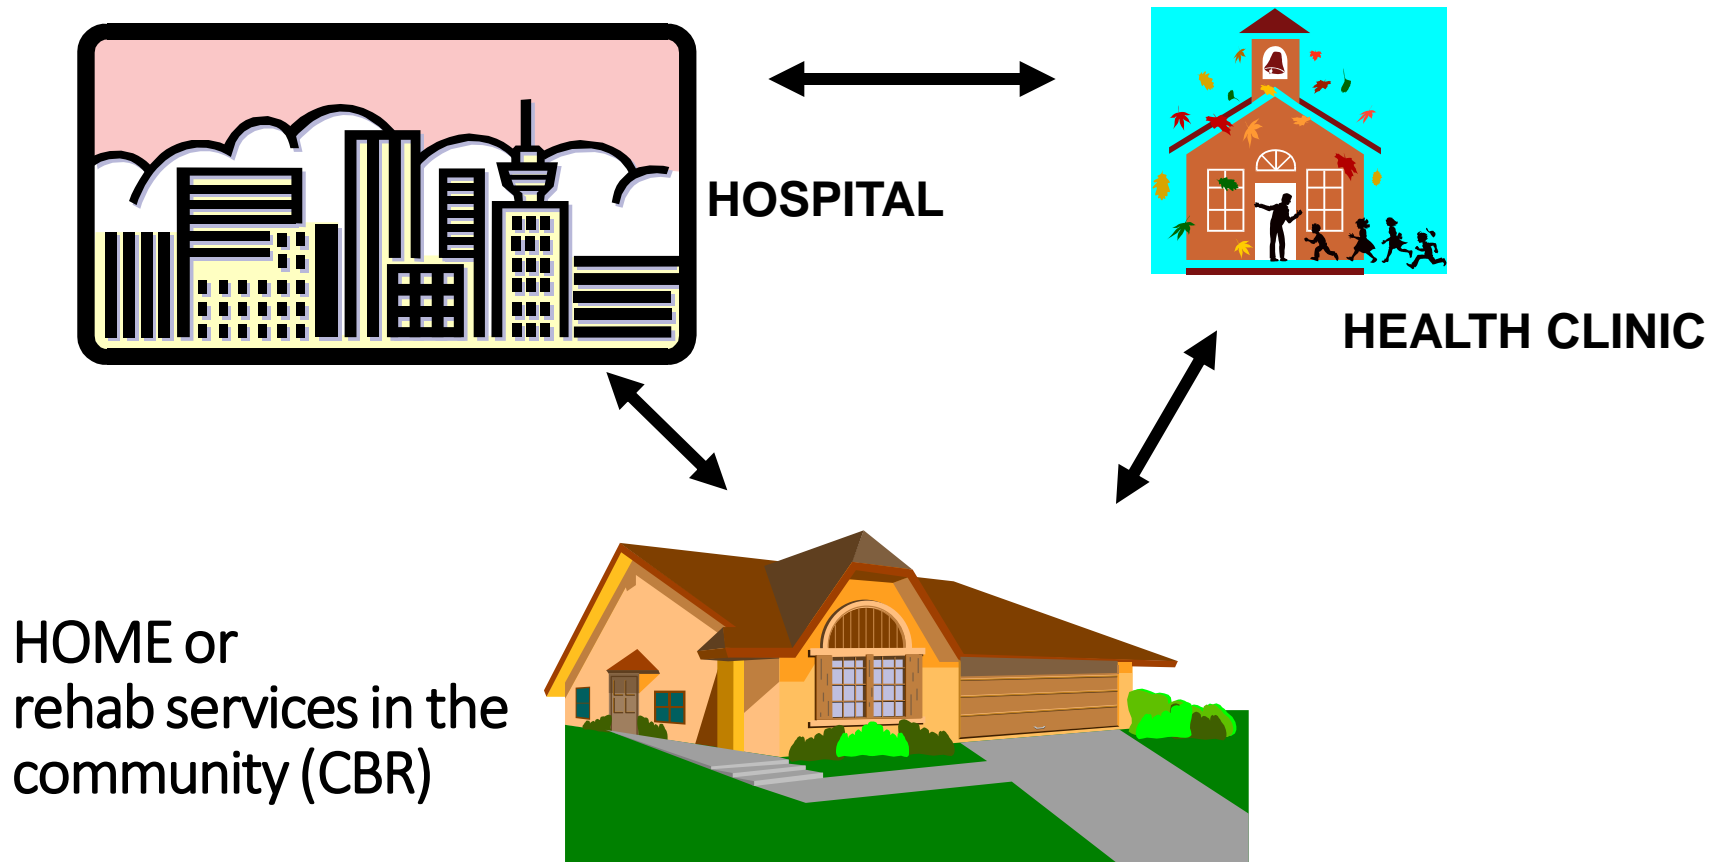 HOSPITAL
HEALTH CLINIC
HOME or
rehab services in the
community (CBR)